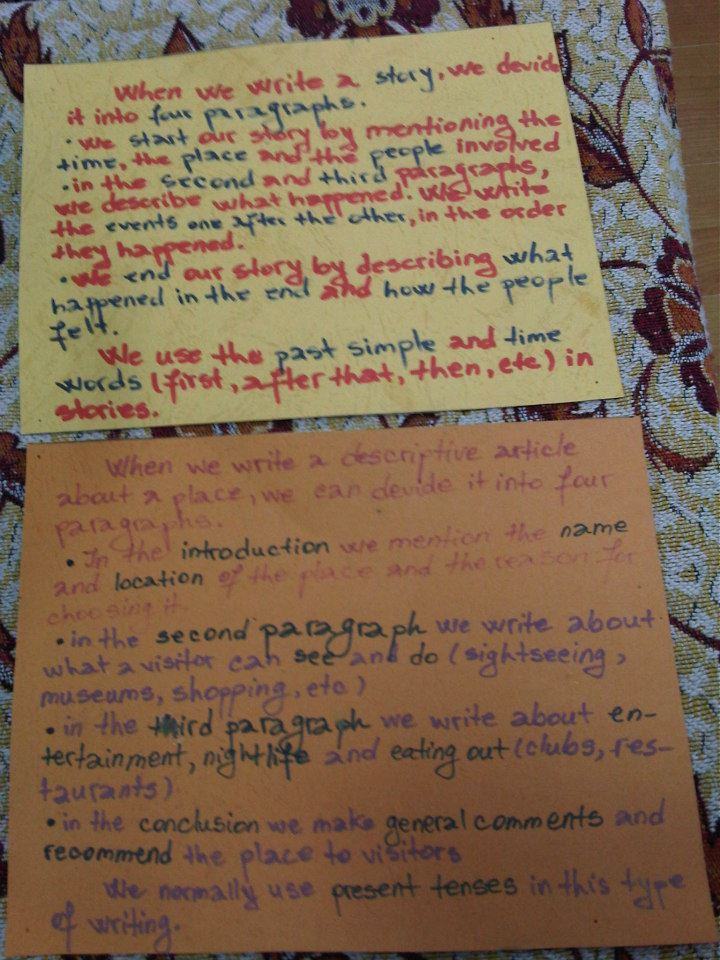 When we write a story, we devide
it into four paragraphs.
• we start our story by mentioning the
time, the place and the people involved
• in the second and third paragraphs,
we describe what happened. We write
the events one after the other, in the order
they happened.
• We end our story by describing what
happened in the end and how the people
felt.
We use the past simple and time
words (first, after that, then, etc) in
stories.
When we write a descriptive article
about a place, we can devide it into four
paragraphs.
• In the introduction we mention the name
and location of the place and the reason for
choosing it.
• in the second paragraph we write about
what a visitor can see and do (sightseeing,
museums, shopping, etc)
• in the third paragraph we write about en-
tertainment, nightlife and eating out (clubs, res-
taurants)
• in the conclusion we make general comments and
recommend the place to visitors
We normally use present tenses in this type
of writing.